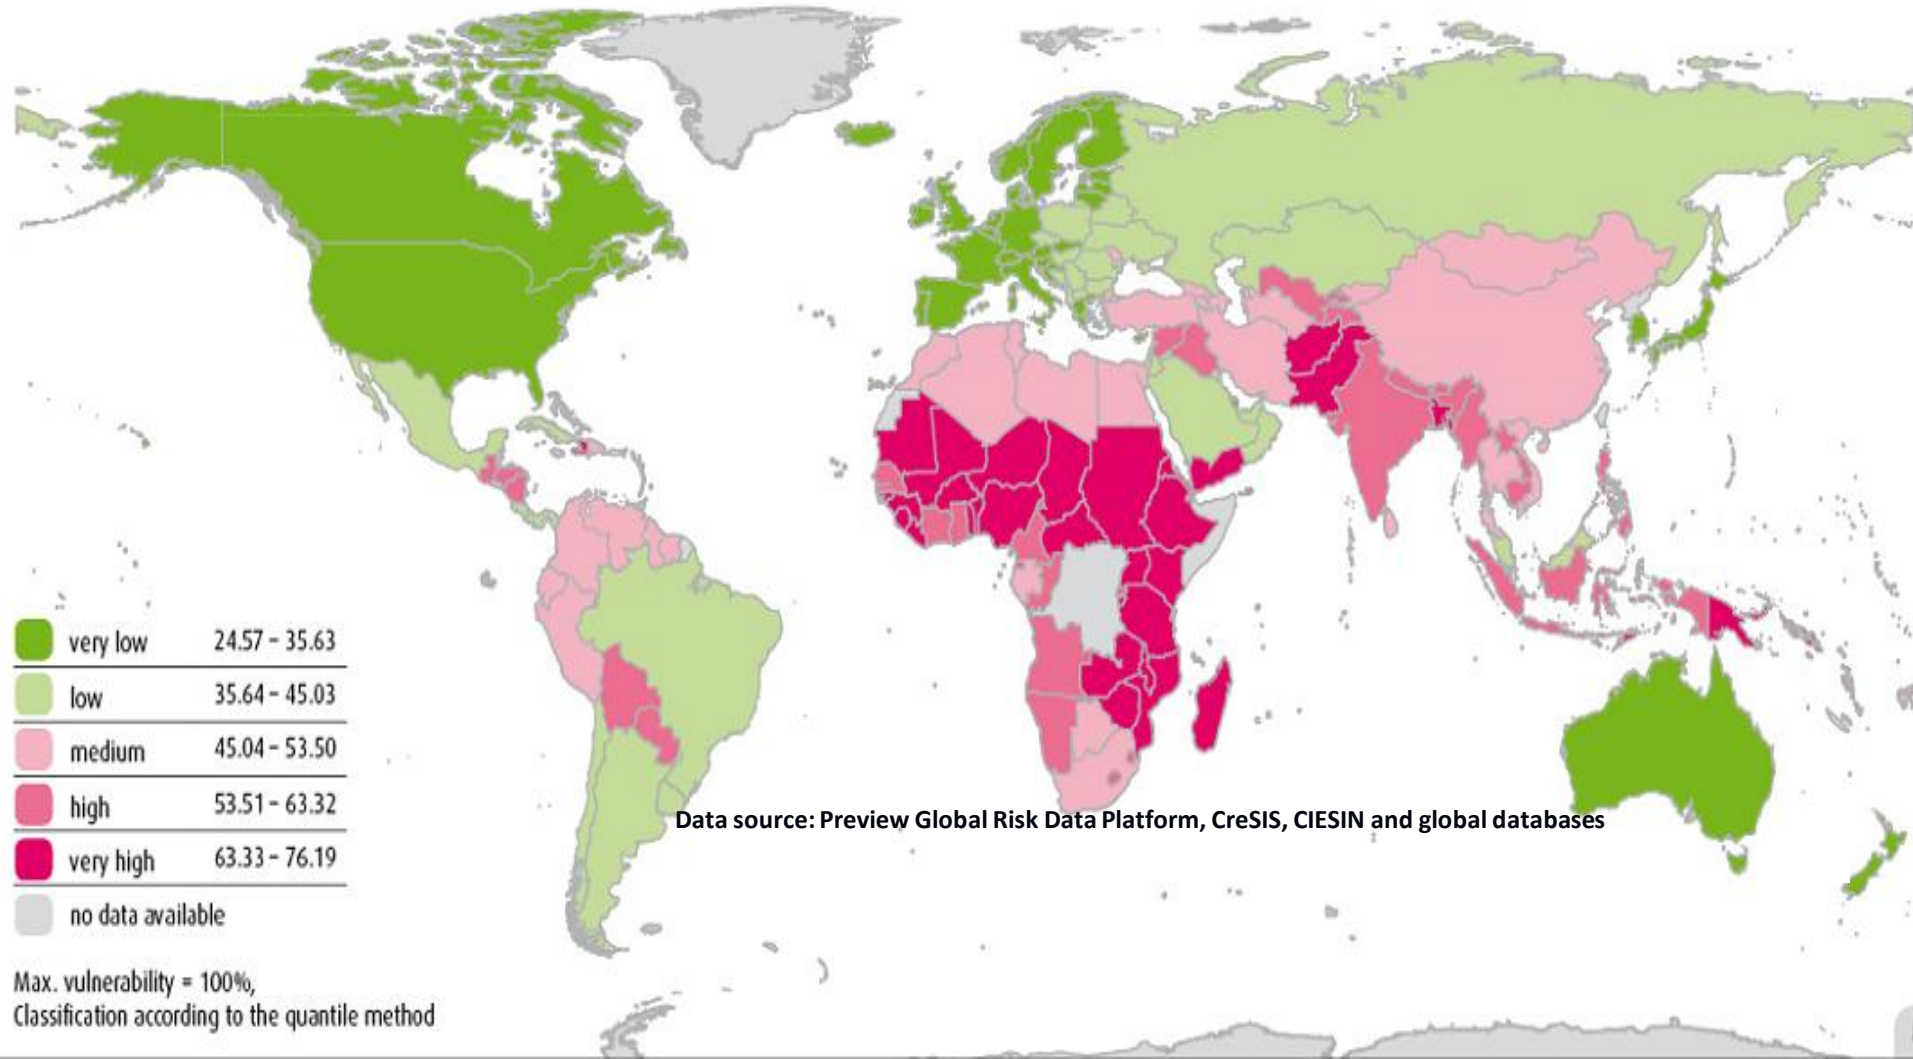 very low 24.57 – 35.63
low 35.64 – 45.03
medium 45.04 – 53.50
high 53.51 – 63.32
very high 63.33 – 76.19
no data available
Max. vulnerability = 100%,
Classification according to the quantile method
Data source: Preview Global Risk Data Platform, CreSIS, CIESIN and global databases